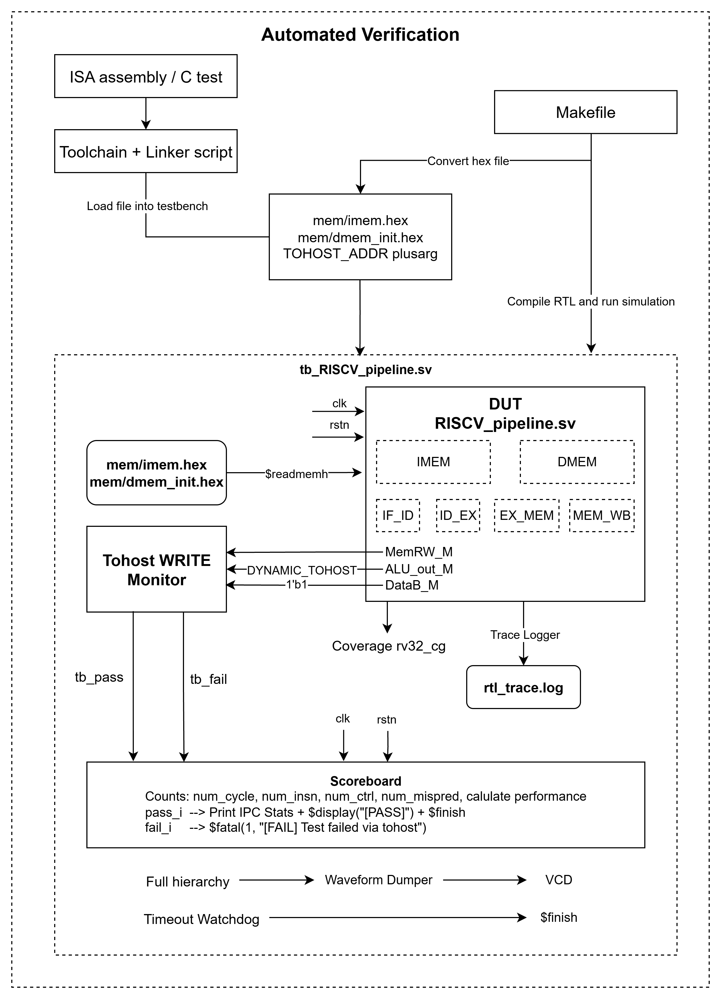 Automated Verification
ISA assembly / C test
Makefile
Toolchain + Linker script
Convert hex file
Load file into testbench
mem/imem.hex
mem/dmem_init.hex
TOHOST_ADDR plusarg
Compile RTL and run simulation
tb_RISCV_pipeline.sv
clk
rstn
DUT
RISCV_pipeline.sv
IMEM
DMEM
mem/imem.hex
mem/dmem_init.hex
$readmemh
IF_ID
ID_EX
EX_MEM
MEM_WB
Tohost WRITE
Monitor
MemRW_M
DYNAMIC_TOHOST
ALU_out_M
1'b1
DataB_M
Coverage rv32_cg
Trace Logger
rtl_trace.log
tb_pass
tb_fail
clk
rstn
Scoreboard
Counts: num_cycle, num_insn, num_ctrl, num_mispred, calulate performance
pass_i --> Print IPC Stats + $display("[PASS]") + $finish
fail_i --> $fatal(1, "[FAIL] Test failed via tohost")
Full hierarchy
Waveform Dumper
VCD
Timeout Watchdog
$finish